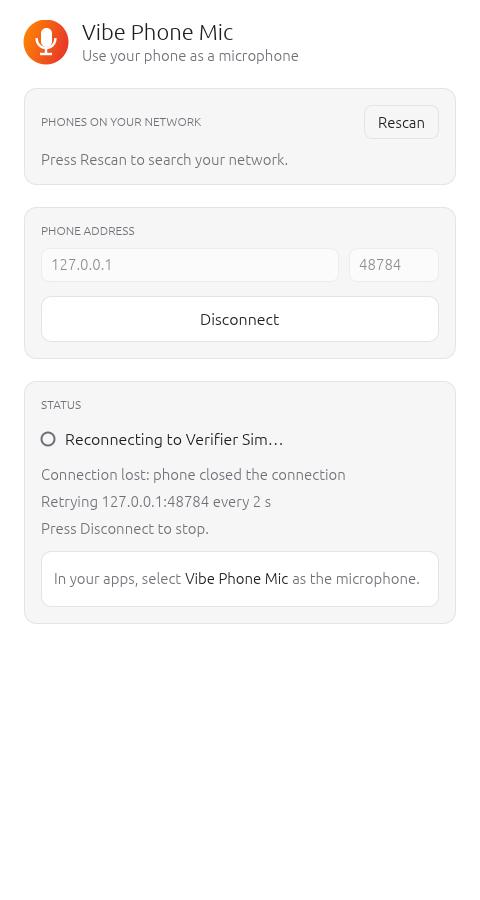 Vibe Phone Mic
Use your phone as a microphone
PHONES ON YOUR NETWORK
Rescan
Press Rescan to search your network.
PHONE ADDRESS
127.0.0.1
48784
Disconnect
STATUS
Reconnecting to Verifier Sim…
Connection lost: phone closed the connection
Retrying 127.0.0.1:48784 every 2 s
Press Disconnect to stop.
In your apps, select Vibe Phone Mic as the microphone.